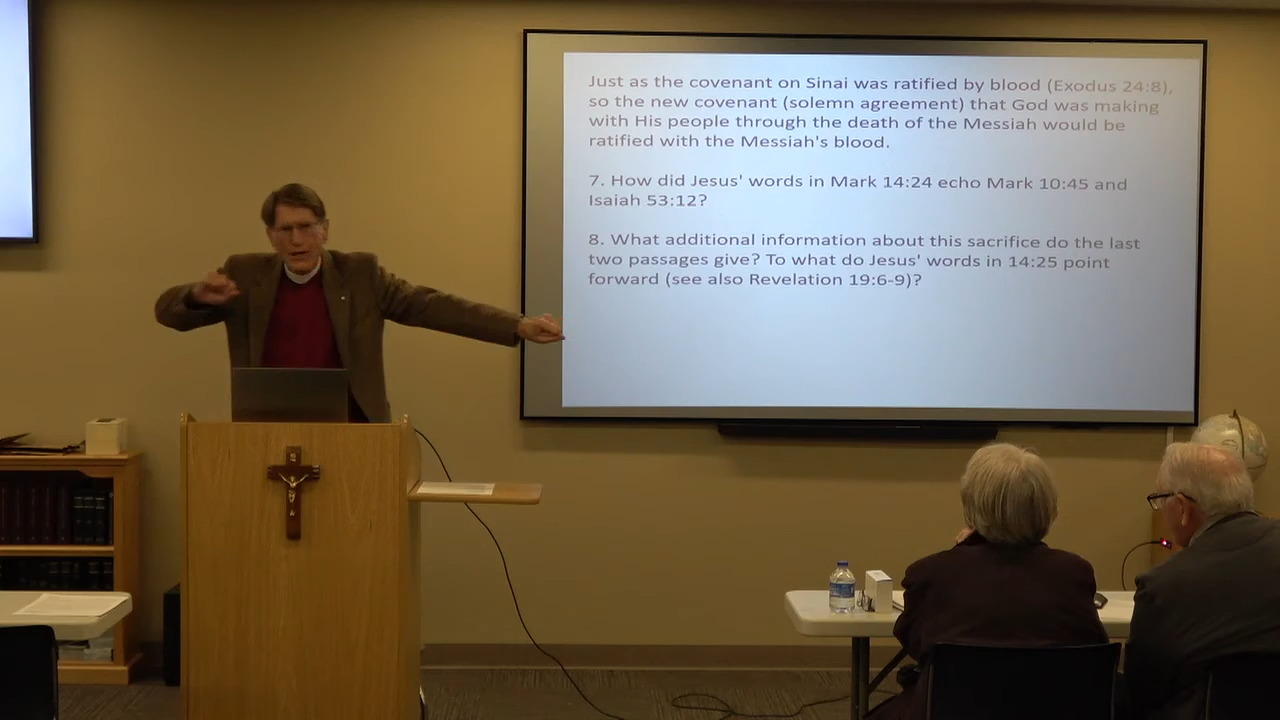 Just as the covenant on Sinai was ratified by blood (Exodus 24:8),
so the new covenant (solemn agreement) that God was making
with His people through the death of the Messiah would be
ratified with the Messiah's blood.
7. How did Jesus' words in Mark 14:24 echo Mark 10:45 and
Isaiah 53:12?
8. What additional information about this sacrifice do the last
two passages give? To what do Jesus' words in 14:25 point
forward (see also Revelation 19:6-9)?